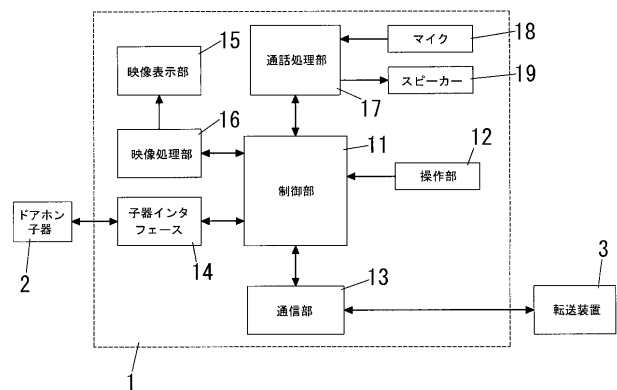 15
映像表示部
通話処理部
17
マイク
18
スピーカー
19
16
映像処理部
11
制御部
12
操作部
ドアホン
子器
2
子器インタ
フェース
14
13
通信部
3
転送装置
1